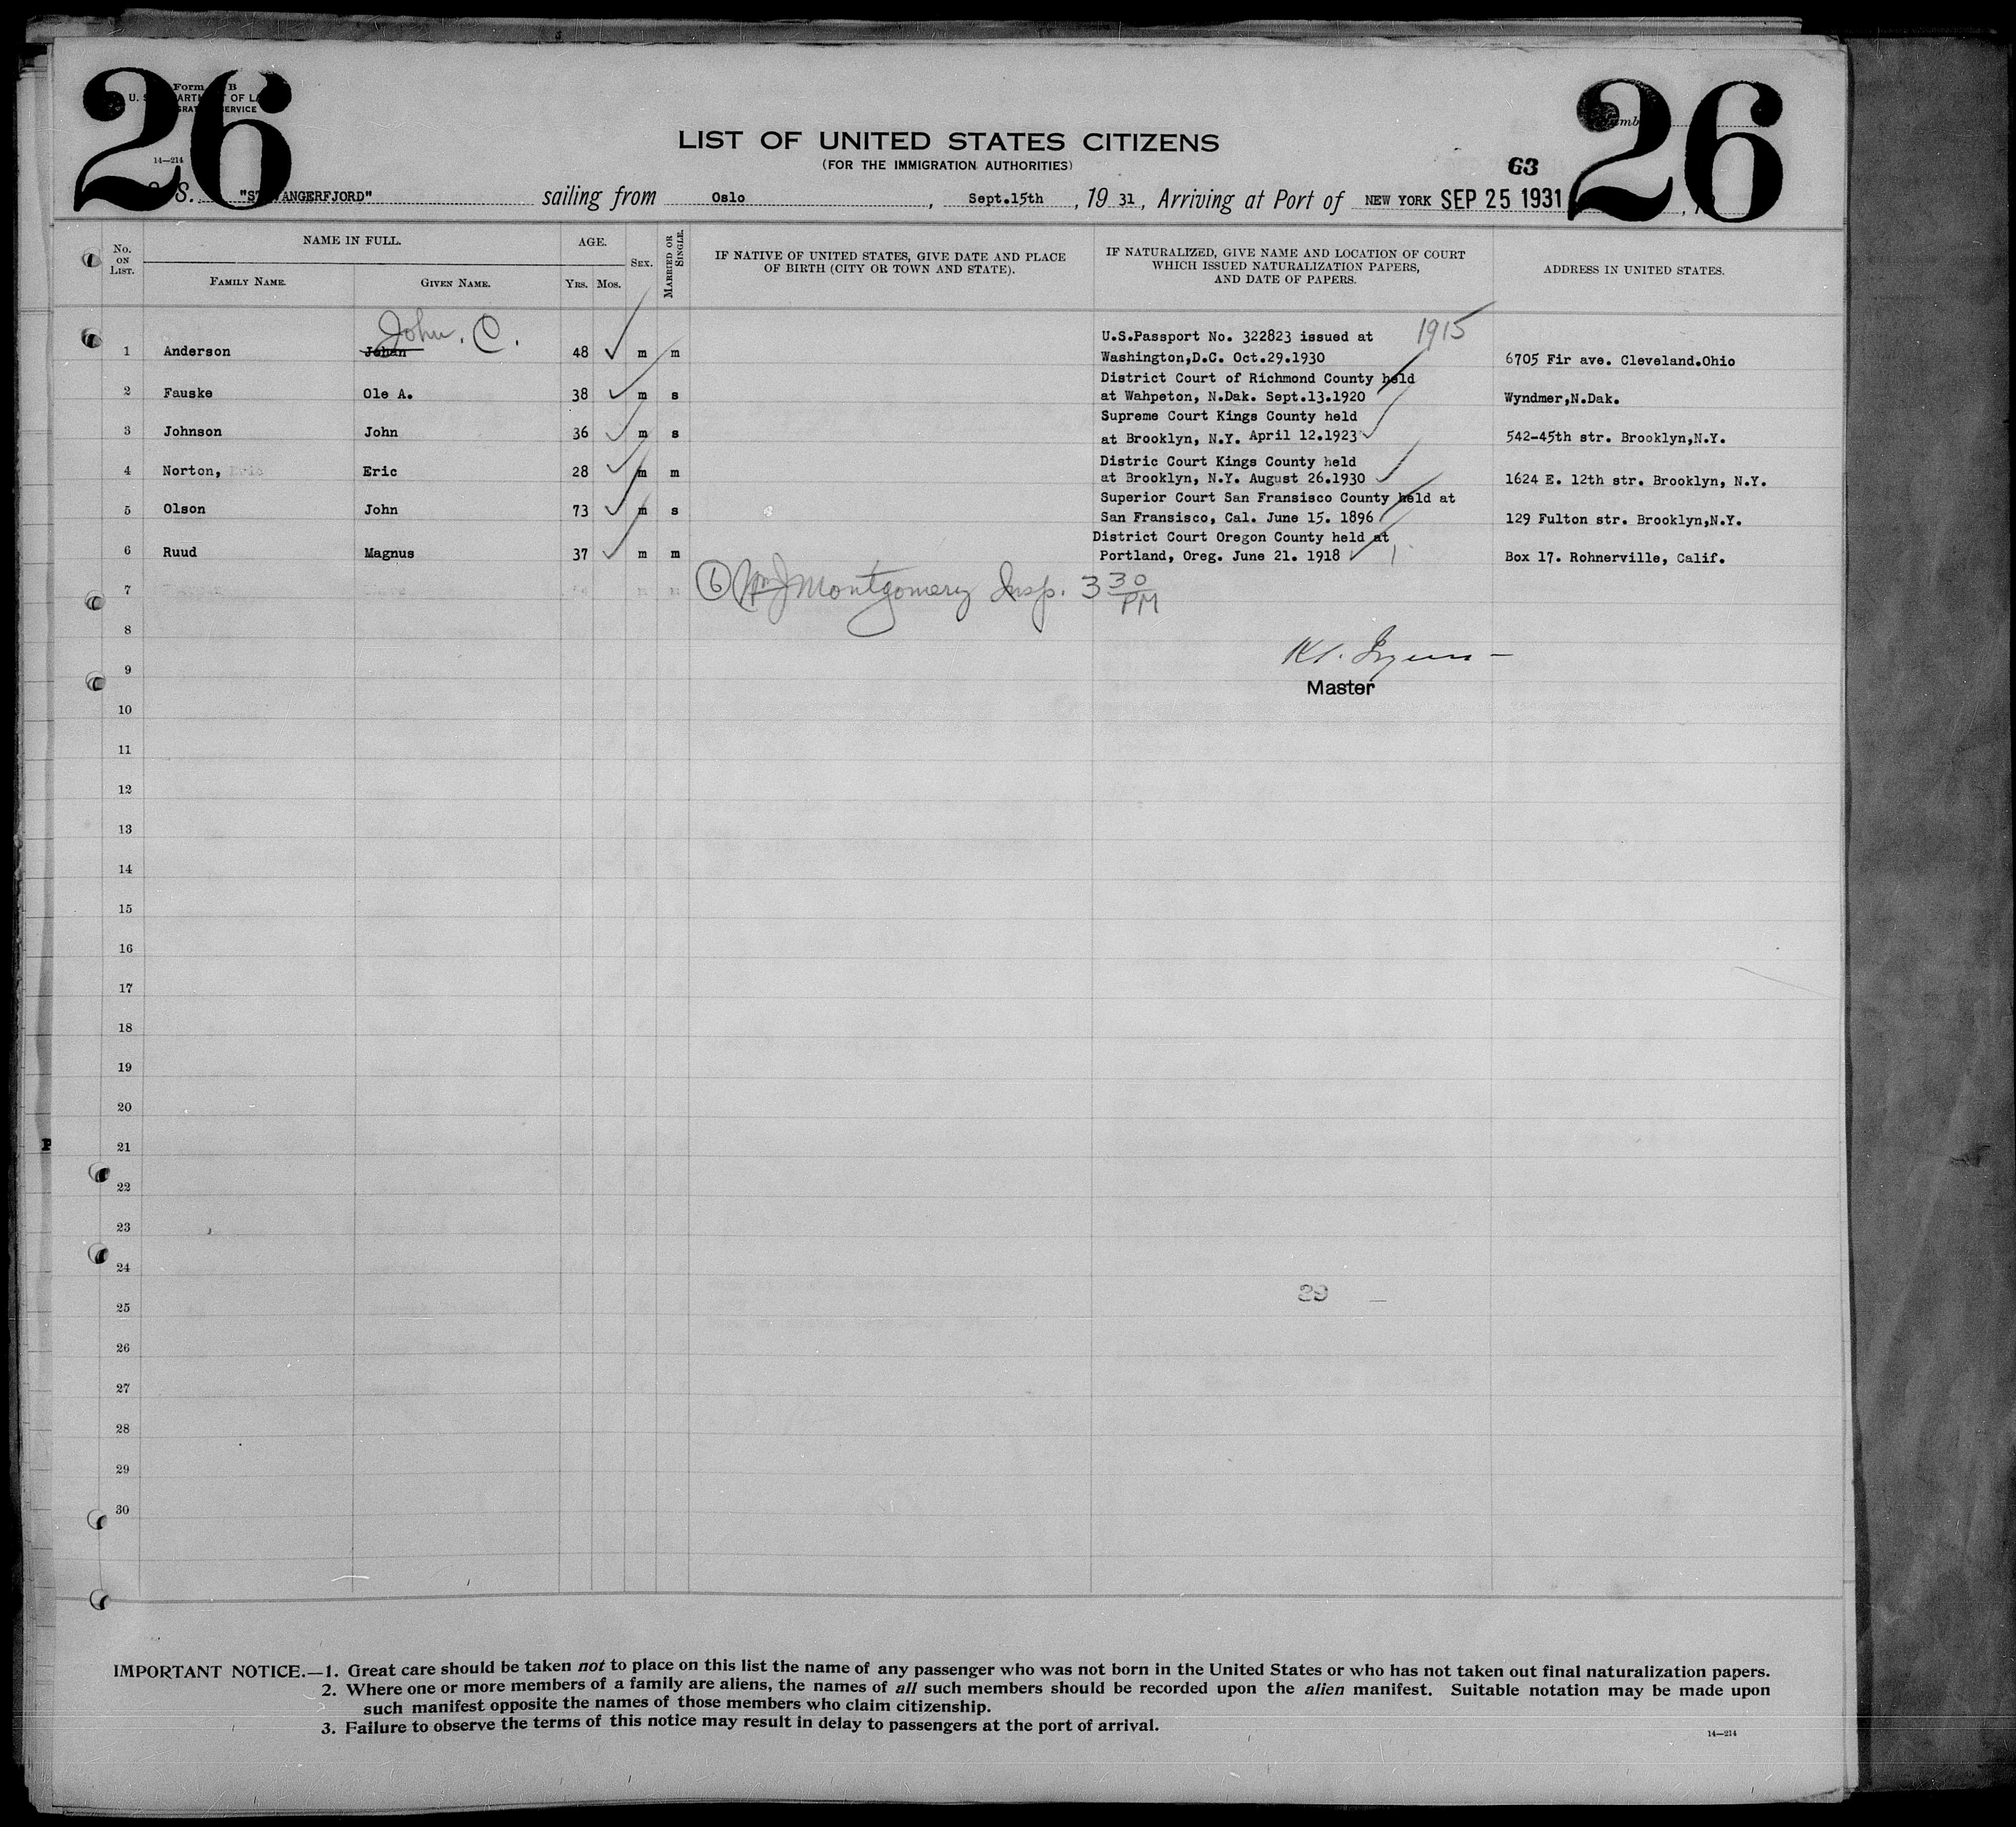 26
26
Form B
LIST OF UNITED STATES CITIZENS
(FOR THE IMMIGRATION AUTHORITIES)
14—214
63
S. "STAVANGERFJORD" sailing from Oslo, Sept.15th, 1931, Arriving at Port of NEW YORK SEP 25 1931
No. ON LIST. NAME IN FULL. AGE. SEX. MARRIED OR SINGLE. IF NATIVE OF UNITED STATES, GIVE DATE AND PLACE OF BIRTH (CITY OR TOWN AND STATE). IF NATURALIZED, GIVE NAME AND LOCATION OF COURT WHICH ISSUED NATURALIZATION PAPERS, AND DATE OF PAPERS. ADDRESS IN UNITED STATES.
FAMILY NAME. GIVEN NAME. YRS. MOS.
John. C. U.S.Passport No. 322823 issued at 1915
1 Anderson Johan 48 m m Washington,D.C. Oct.29.1930 6705 Fir ave. Cleveland.Ohio
District Court of Richmond County held
2 Fauske Ole A. 38 m s at Wahpeton, N.Dak. Sept.13.1920 Wyndmer,N.Dak.
Supreme Court Kings County held
3 Johnson John 36 m s at Brooklyn, N.Y. April 12.1923 542-45th str. Brooklyn,N.Y.
Distric Court Kings County held
4 Norton, Eric 28 m m at Brooklyn, N.Y. August 26.1930 1624 E. 12th str. Brooklyn, N.Y.
Superior Court San Fransisco County held at
5 Olson John 73 m s San Fransisco, Cal. June 15. 1896 129 Fulton str. Brooklyn,N.Y.
District Court Oregon County held at
6 Ruud Magnus 37 m m Portland, Oreg. June 21. 1918 Box 17. Rohnerville, Calif.
7 6 Wm J Montgomery Insp. 3 30 PM
8
9
Master
10
11
12
13
14
15
16
17
18
19
20
21
22
23
24
29
25
26
27
28
29
30
IMPORTANT NOTICE.—1. Great care should be taken not to place on this list the name of any passenger who was not born in the United States or who has not taken out final naturalization papers.
2. Where one or more members of a family are aliens, the names of all such members should be recorded upon the alien manifest. Suitable notation may be made upon
such manifest opposite the names of those members who claim citizenship.
3. Failure to observe the terms of this notice may result in delay to passengers at the port of arrival.
14—214